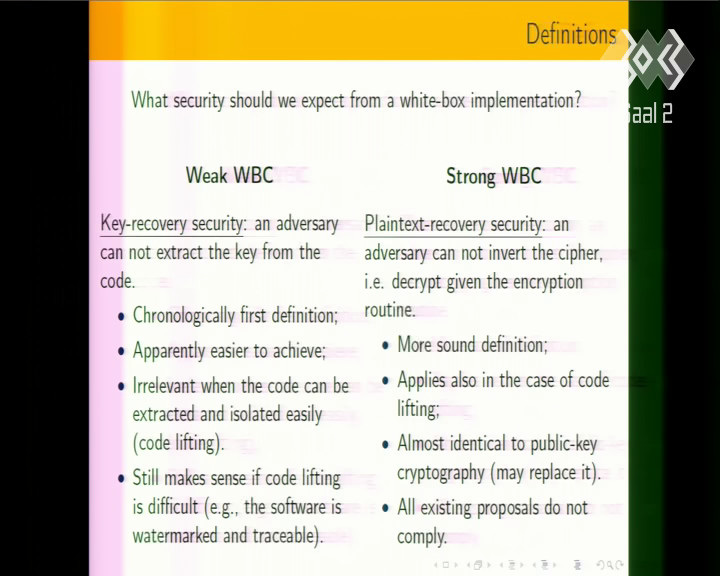 Definitions
Saal 2
What security should we expect from a white-box implementation?
Weak WBC
Key-recovery security: an adversary
can not extract the key from the
code.
• Chronologically first definition;
• Apparently easier to achieve;
• Irrelevant when the code can be
extracted and isolated easily
(code lifting).
• Still makes sense if code lifting
is difficult (e.g., the software is
watermarked and traceable).
Strong WBC
Plaintext-recovery security: an
adversary can not invert the cipher,
i.e. decrypt given the encryption
routine.
• More sound definition;
• Applies also in the case of code
lifting;
• Almost identical to public-key
cryptography (may replace it).
• All existing proposals do not
comply.